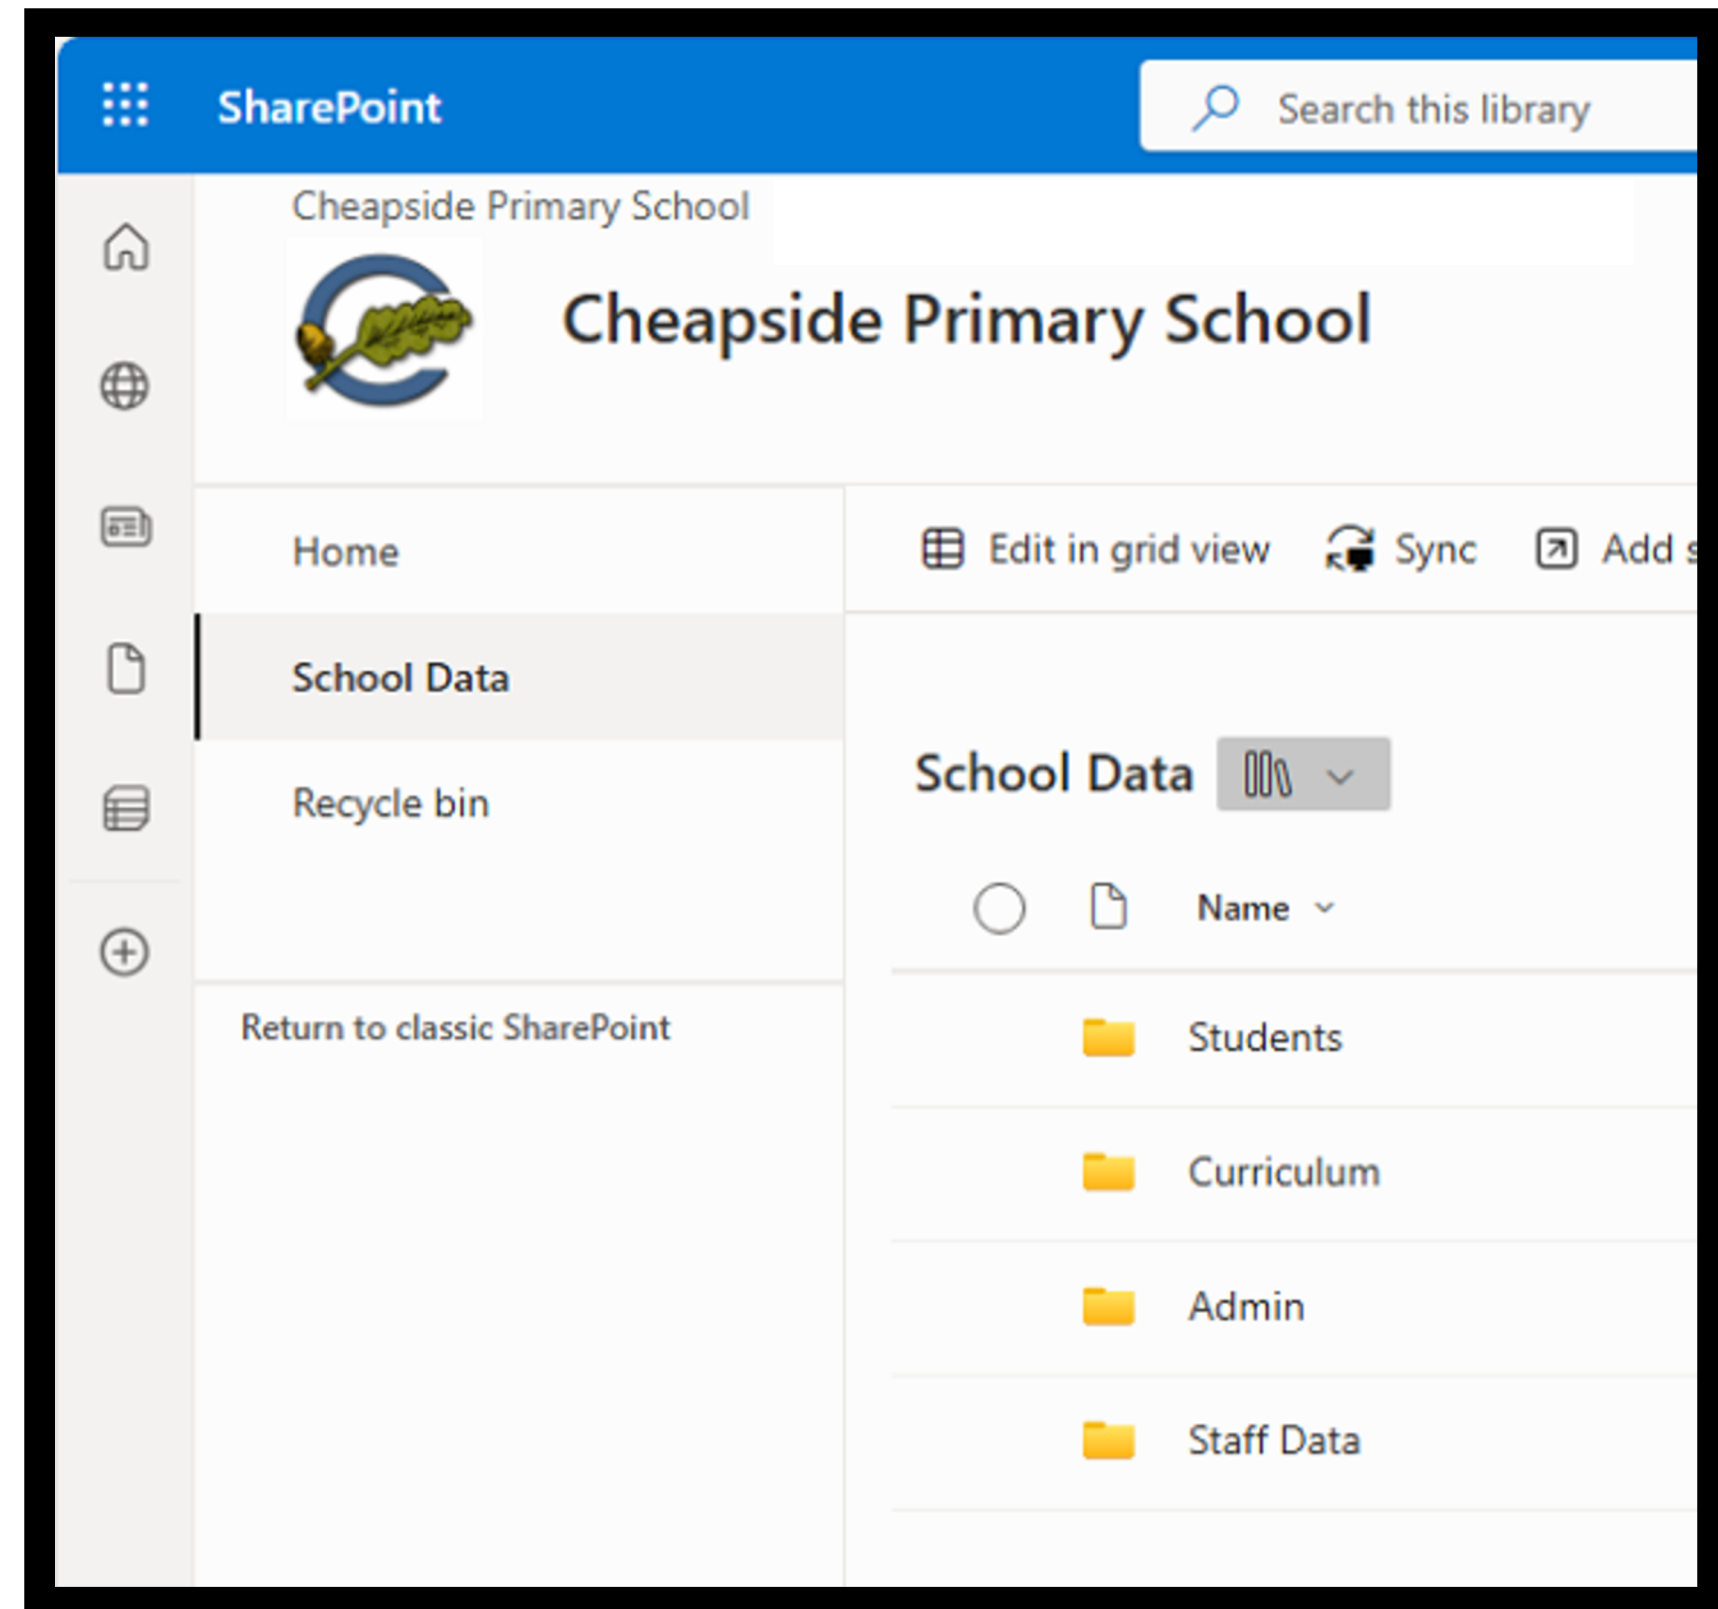 SharePoint
Search this library
Cheapside Primary School
Cheapside Primary School
Home
School Data
Recycle bin
Return to classic SharePoint
Edit in grid view
Sync
Add s
School Data
Name
Students
Curriculum
Admin
Staff Data